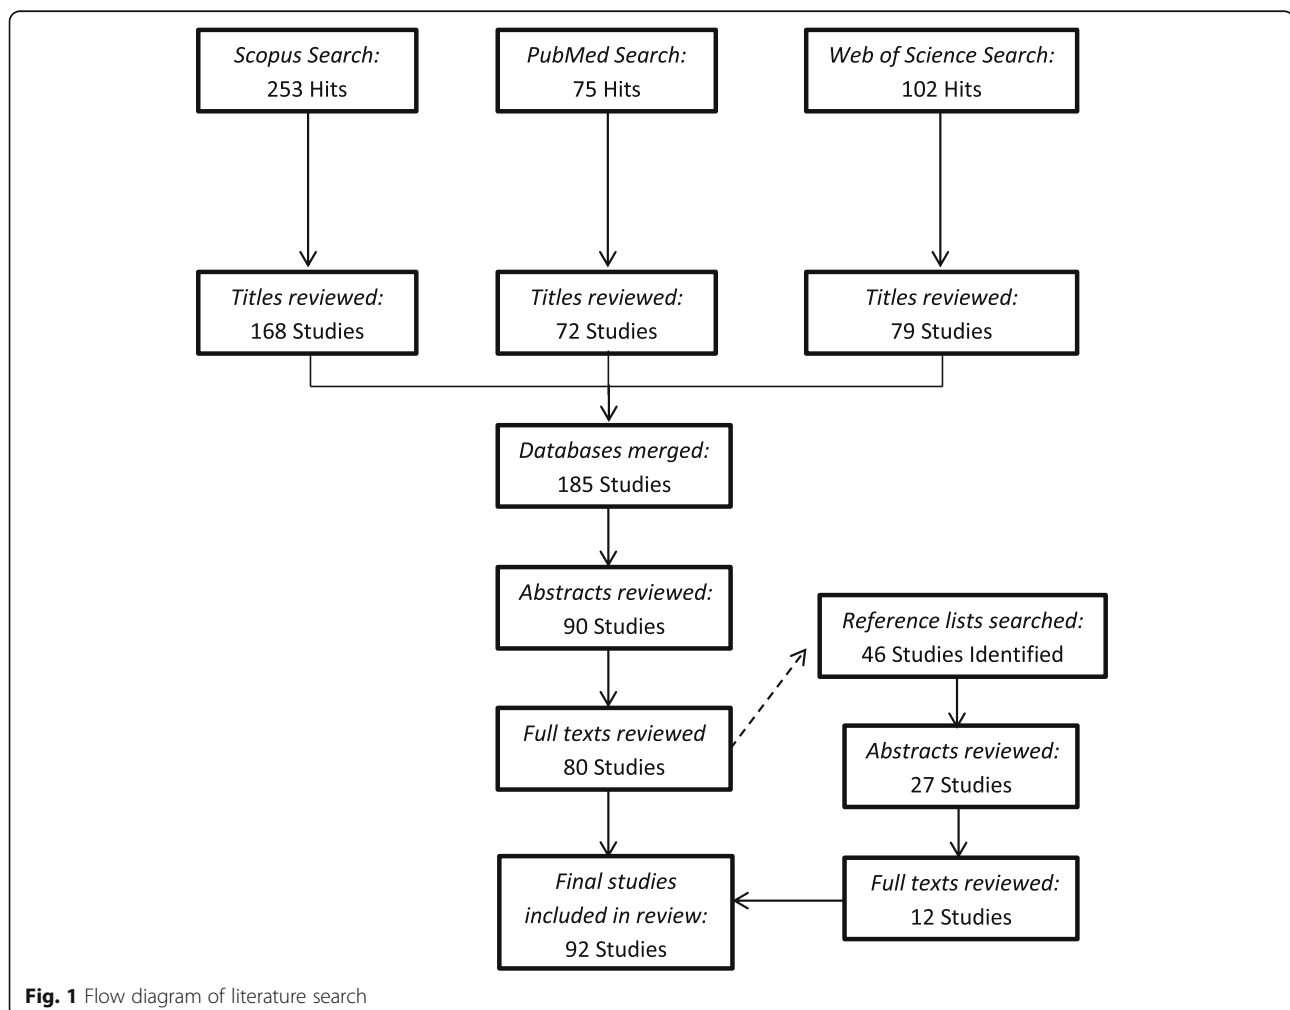 Scopus Search:
253 Hits
PubMed Search:
75 Hits
Web of Science Search:
102 Hits
Titles reviewed:
168 Studies
Titles reviewed:
72 Studies
Titles reviewed:
79 Studies
Databases merged:
185 Studies
Abstracts reviewed:
90 Studies
Full texts reviewed
80 Studies
Reference lists searched:
46 Studies Identified
Abstracts reviewed:
27 Studies
Full texts reviewed:
12 Studies
Final studies
included in review:
92 Studies
Fig. 1 Flow diagram of literature search